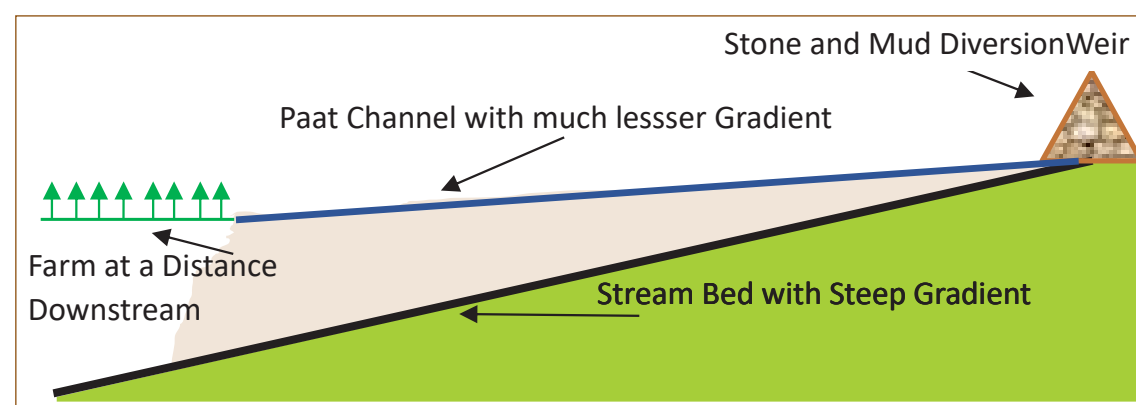 Stone and Mud DiversionWeir
Paat Channel with much lessser Gradient
Farm at a Distance
Downstream
Stream Bed with Steep Gradient